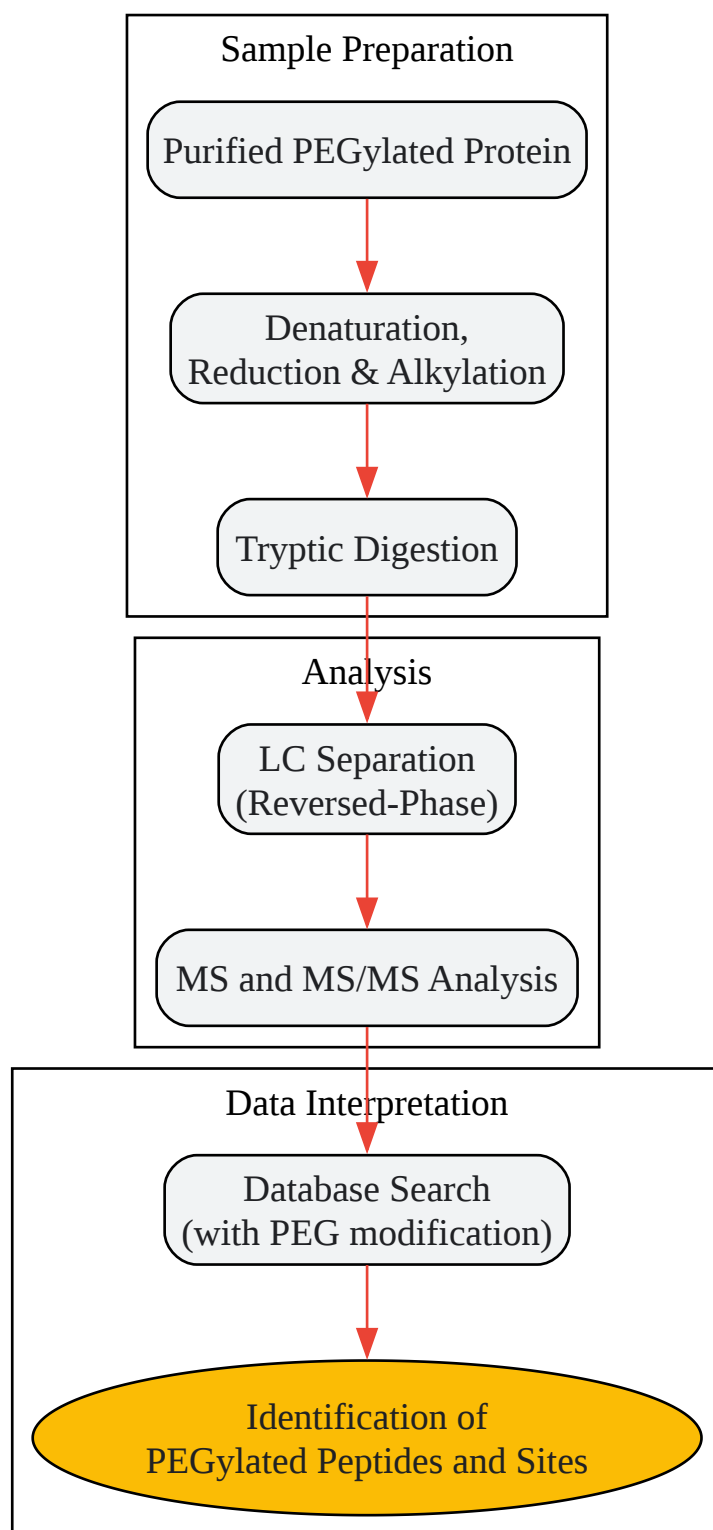 Sample Preparation
Purified PEGylated Protein
Denaturation,
Reduction & Alkylation
Tryptic Digestion
Analysis
LC Separation
(Reversed-Phase)
MS and MS/MS Analysis
Data Interpretation
Database Search
(with PEG modification)
Identification of
PEGylated Peptides and Sites